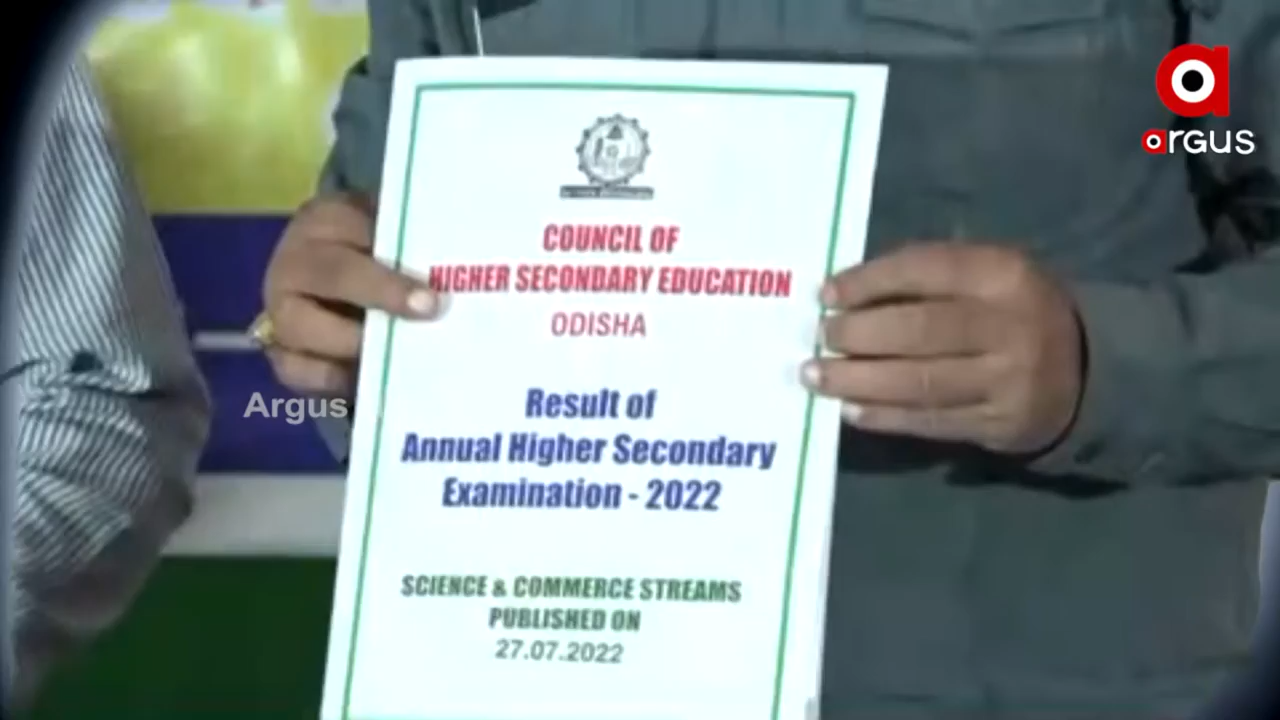 argus
COUNCIL OF
HIGHER SECONDARY EDUCATION
ODISHA
Argus
Result of
Annual Higher Secondary
Examination - 2022
SCIENCE & COMMERCE STREAMS
PUBLISHED ON
27.07.2022